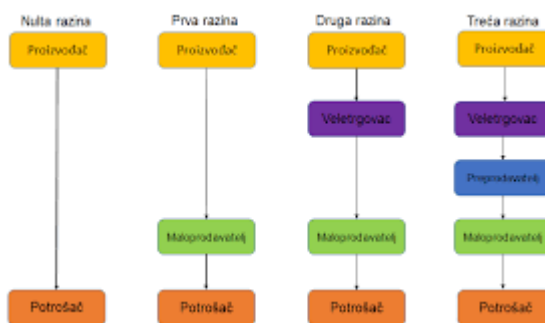 Nulta razina
Prva razina
Druga razina
Treća razina
Proizvođač
Proizvođač
Proizvođač
Proizvođač
Veletrgovac
Veletrgovac
Preprodavatelj
Maloprodavatelj
Maloprodavatelj
Maloprodavatelj
Potrošač
Potrošač
Potrošač
Potrošač